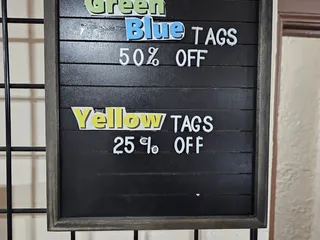 Green
Blue TAGS
50% OFF
Yellow TAGS
25% OFF